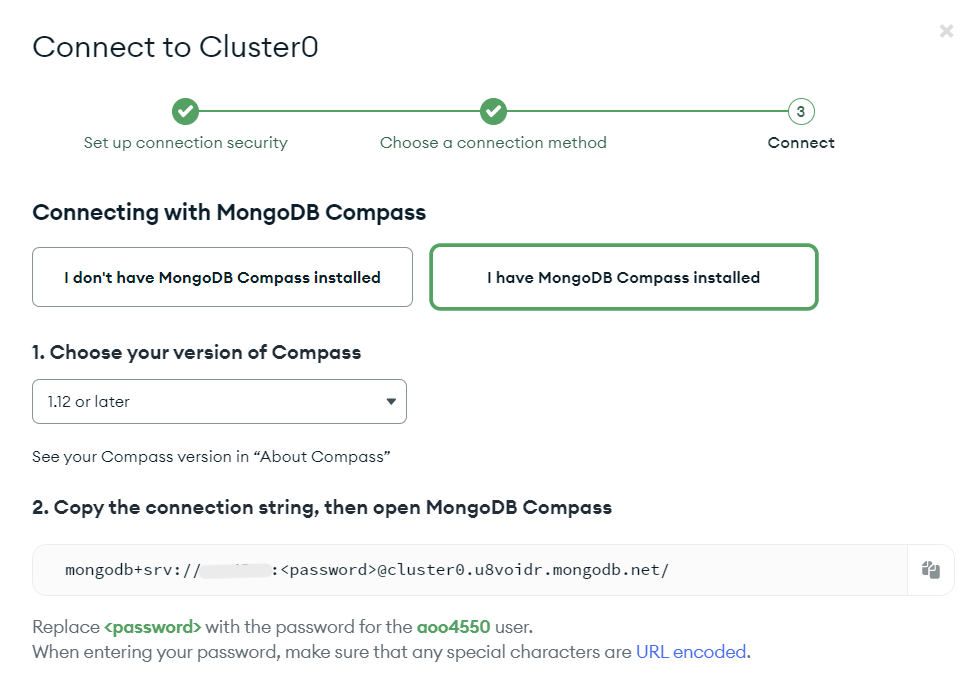 Connect to Cluster0
3
Set up connection security
Choose a connection method
Connect
Connecting with MongoDB Compass
I don't have MongoDB Compass installed
I have MongoDB Compass installed
1. Choose your version of Compass
1.12 or later
See your Compass version in “About Compass”
2. Copy the connection string, then open MongoDB Compass
mongodb+srv:// :<password>@cluster0.u8voidr.mongodb.net/
Replace <password> with the password for the aoo4550 user.
When entering your password, make sure that any special characters are URL encoded.